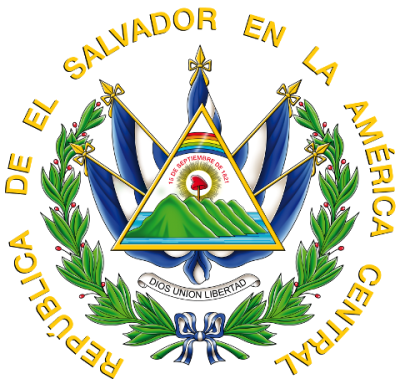 REPÚBLICA DE EL SALVADOR EN LA AMÉRICA CENTRAL
15 DE SEPTIEMBRE DE 1821
DIOS UNION LIBERTAD